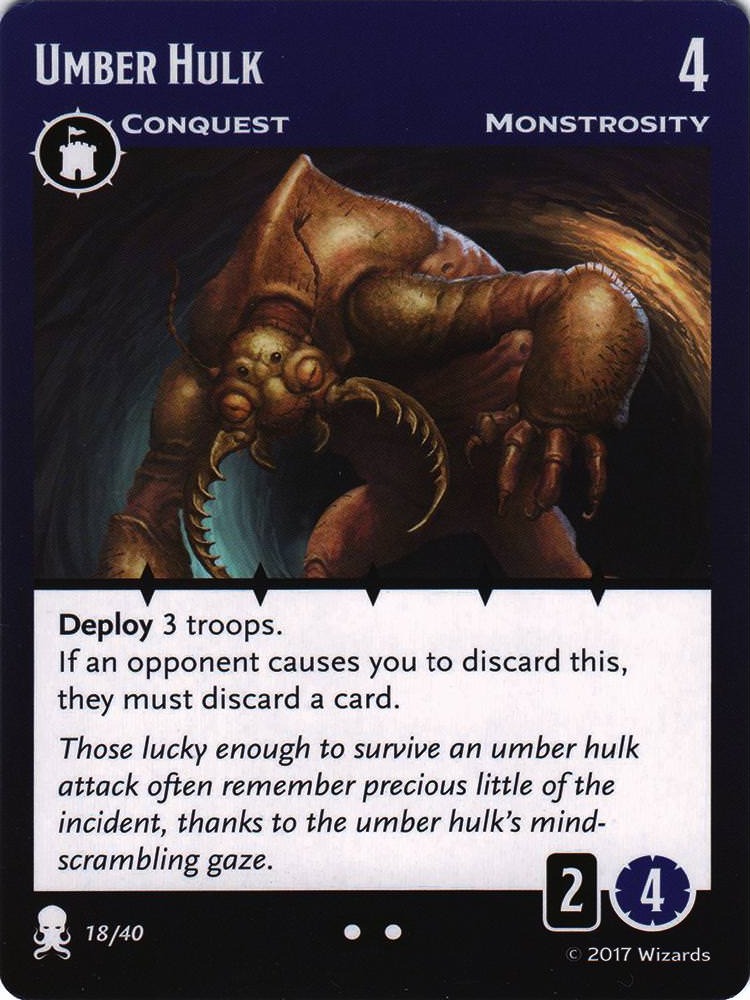 Umber Hulk 4
Conquest Monstrosity
Deploy 3 troops.
If an opponent causes you to discard this,
they must discard a card.
Those lucky enough to survive an umber hulk
attack often remember precious little of the
incident, thanks to the umber hulk's mind-
scrambling gaze.
2 4
18/40
© 2017 Wizards